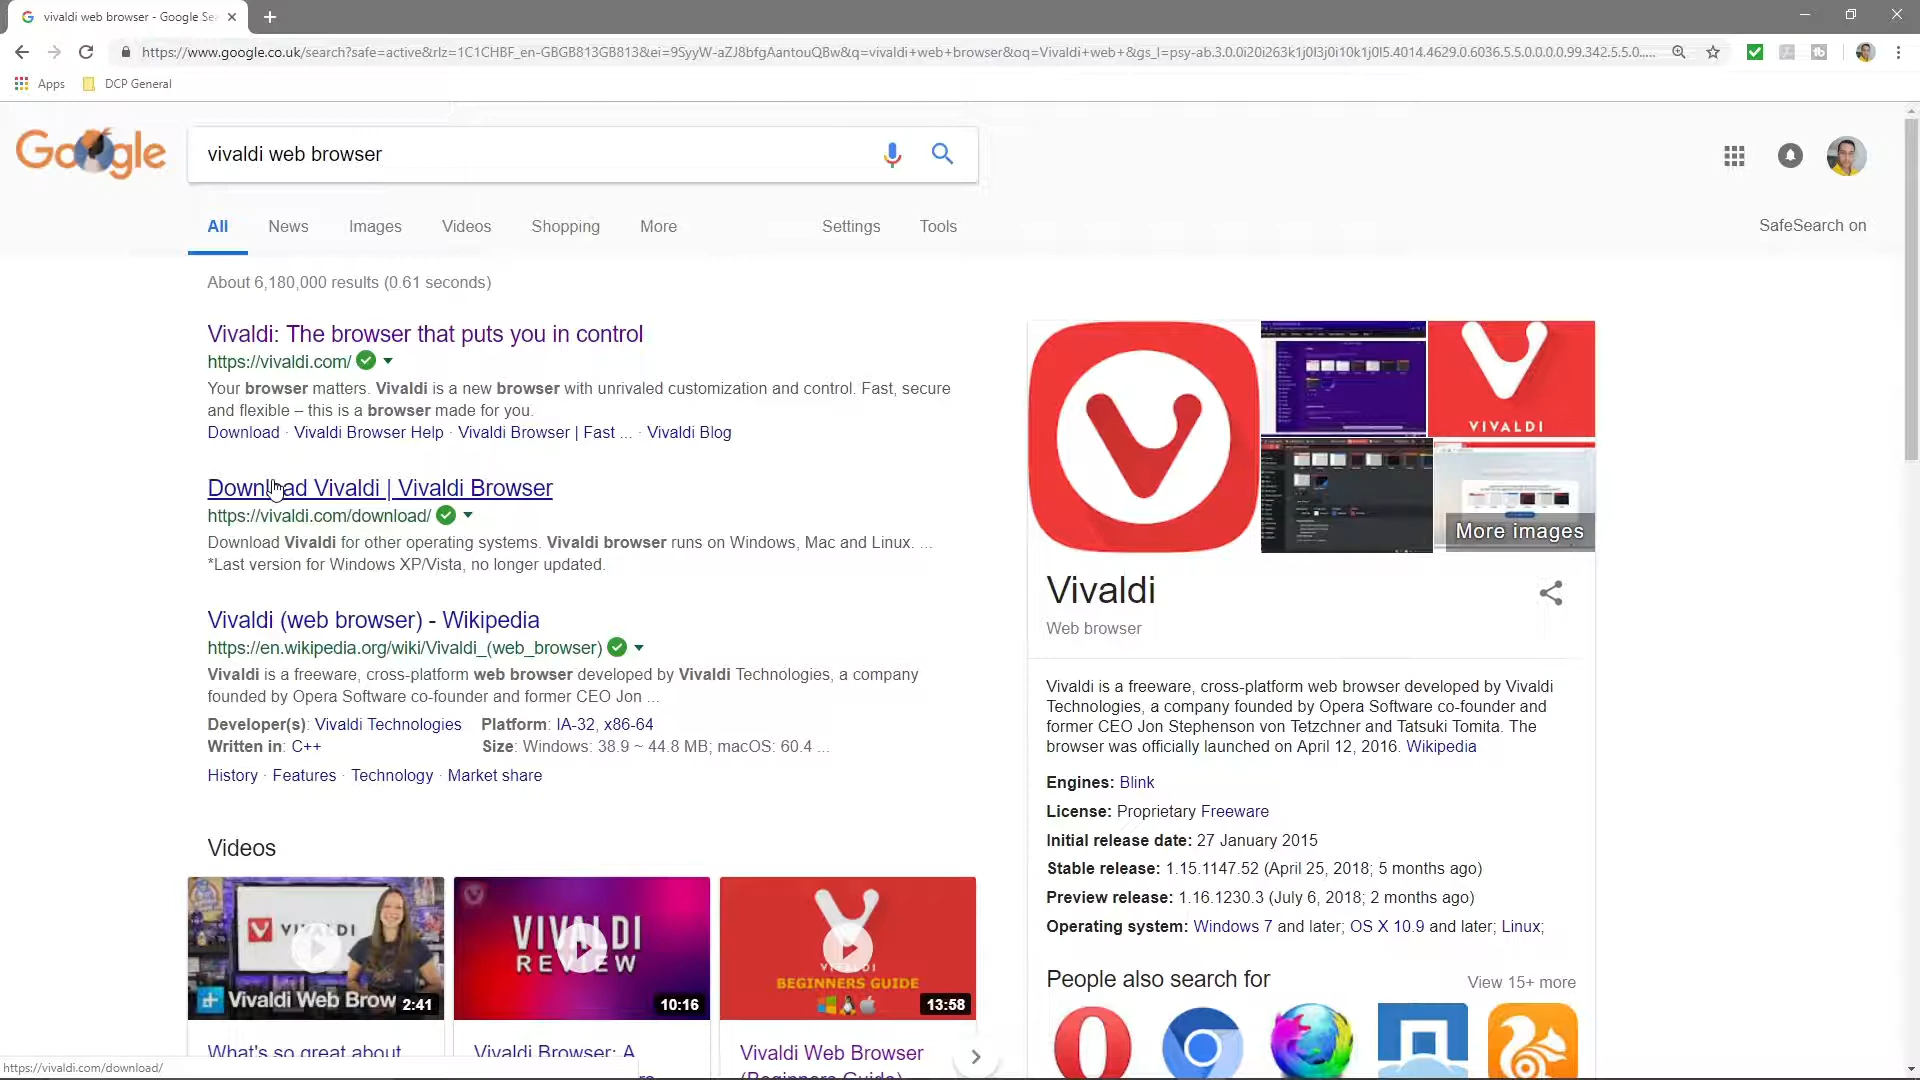 vivaldi web browser - Google Se
https://www.google.co.uk/search?safe=active&rlz=1C1CHBF_en-GBGB813GB813&ei=9SyyW-aZJ8bfgAantouQBw&q=vivaldi+web+browser&oq=Vivaldi+web+&gs_l=psy-ab.3.0.0i20i263k1j0l3j0i10k1j0l5.4014.4629.0.6036.5.5.0.0.0.0.99.342.5.5.0.....
Apps DCP General
Google
vivaldi web browser
All News Images Videos Shopping More Settings Tools
SafeSearch on
About 6,180,000 results (0.61 seconds)
Vivaldi: The browser that puts you in control
https://vivaldi.com/
Your browser matters. Vivaldi is a new browser with unrivaled customization and control. Fast, secure
and flexible – this is a browser made for you.
Download · Vivaldi Browser Help · Vivaldi Browser | Fast ... · Vivaldi Blog
Download Vivaldi | Vivaldi Browser
https://vivaldi.com/download/
Download Vivaldi for other operating systems. Vivaldi browser runs on Windows, Mac and Linux. ...
*Last version for Windows XP/Vista, no longer updated.
Vivaldi (web browser) - Wikipedia
https://en.wikipedia.org/wiki/Vivaldi_(web_browser)
Vivaldi is a freeware, cross-platform web browser developed by Vivaldi Technologies, a company
founded by Opera Software co-founder and former CEO Jon ...
Developer(s): Vivaldi Technologies Platform: IA-32, x86-64
Written in: C++ Size: Windows: 38.9 ~ 44.8 MB; macOS: 60.4 ...
History · Features · Technology · Market share
Videos
VIVALDI
Vivaldi Web Brow 2:41
VIVALDI
REVIEW
10:16
VIVALDI
BEGINNERS GUIDE
13:58
What's so great about
Vivaldi Browser: A
Vivaldi Web Browser
(Beginners Guide)
VIVALDI
More images
Vivaldi
Web browser
Vivaldi is a freeware, cross-platform web browser developed by Vivaldi
Technologies, a company founded by Opera Software co-founder and
former CEO Jon Stephenson von Tetzchner and Tatsuki Tomita. The
browser was officially launched on April 12, 2016. Wikipedia
Engines: Blink
License: Proprietary Freeware
Initial release date: 27 January 2015
Stable release: 1.15.1147.52 (April 25, 2018; 5 months ago)
Preview release: 1.16.1230.3 (July 6, 2018; 2 months ago)
Operating system: Windows 7 and later; OS X 10.9 and later; Linux;
People also search for View 15+ more
https://vivaldi.com/download/